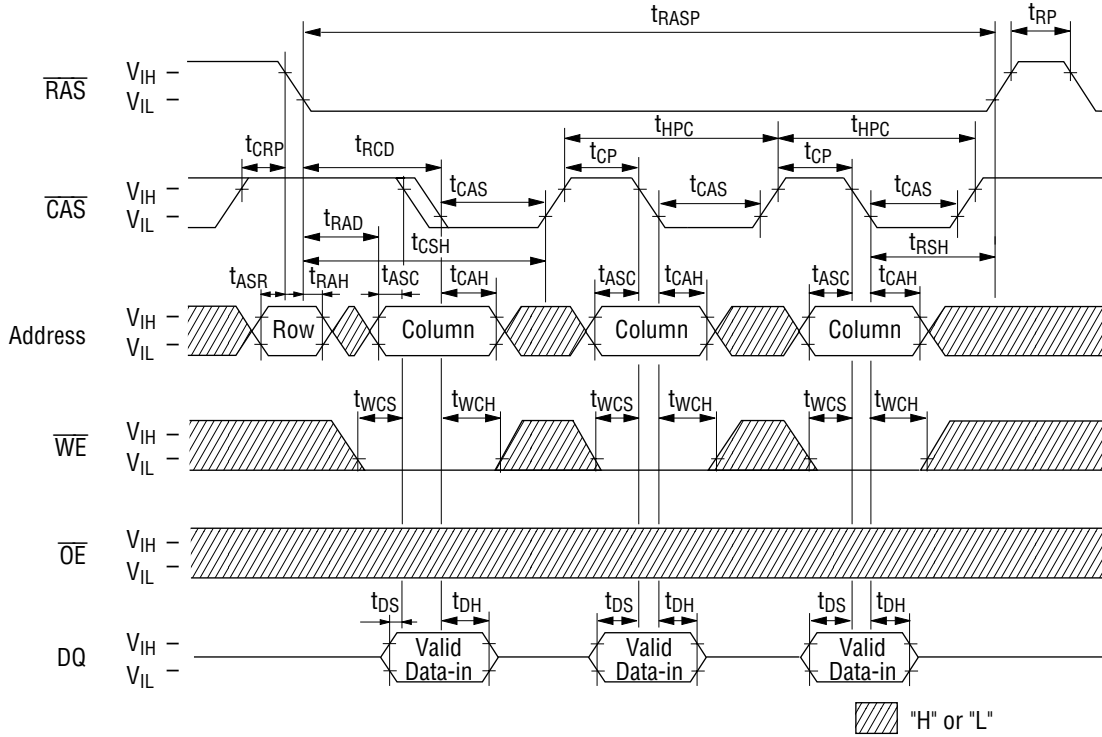 tRASP tRP
RAS VIH – VIL –
tCRP tRCD tHPC tHPC
tCP tCP
CAS VIH – VIL –
tCAS tCAS tCAS
tRAD tCSH tRSH
tASR tRAH tASC tCAH tASC tCAH tASC tCAH
Address VIH – VIL –
Row Column Column Column
tWCS tWCH tWCS tWCH tWCS tWCH
WE VIH – VIL –
OE VIH – VIL –
tDS tDH tDS tDH tDS tDH
DQ VIH – VIL –
Valid Valid Valid
Data-in Data-in Data-in
"H" or "L"